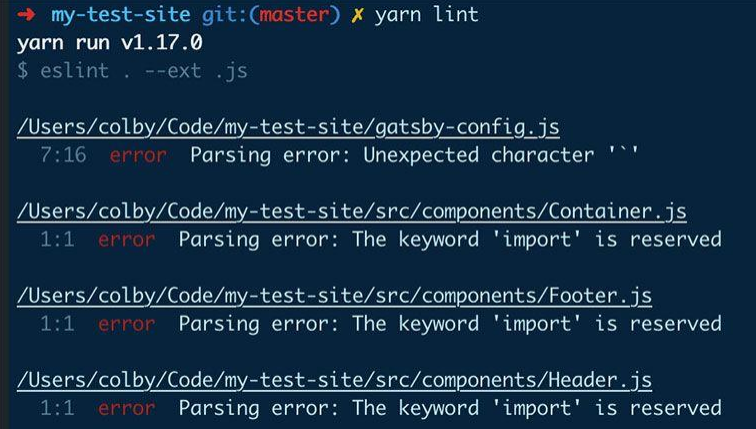 ➜ my-test-site git:(master) ✗ yarn lint
yarn run v1.17.0
$ eslint . --ext .js
/Users/colby/Code/my-test-site/gatsby-config.js
7:16 error Parsing error: Unexpected character '`'
/Users/colby/Code/my-test-site/src/components/Container.js
1:1 error Parsing error: The keyword 'import' is reserved
/Users/colby/Code/my-test-site/src/components/Footer.js
1:1 error Parsing error: The keyword 'import' is reserved
/Users/colby/Code/my-test-site/src/components/Header.js
1:1 error Parsing error: The keyword 'import' is reserved